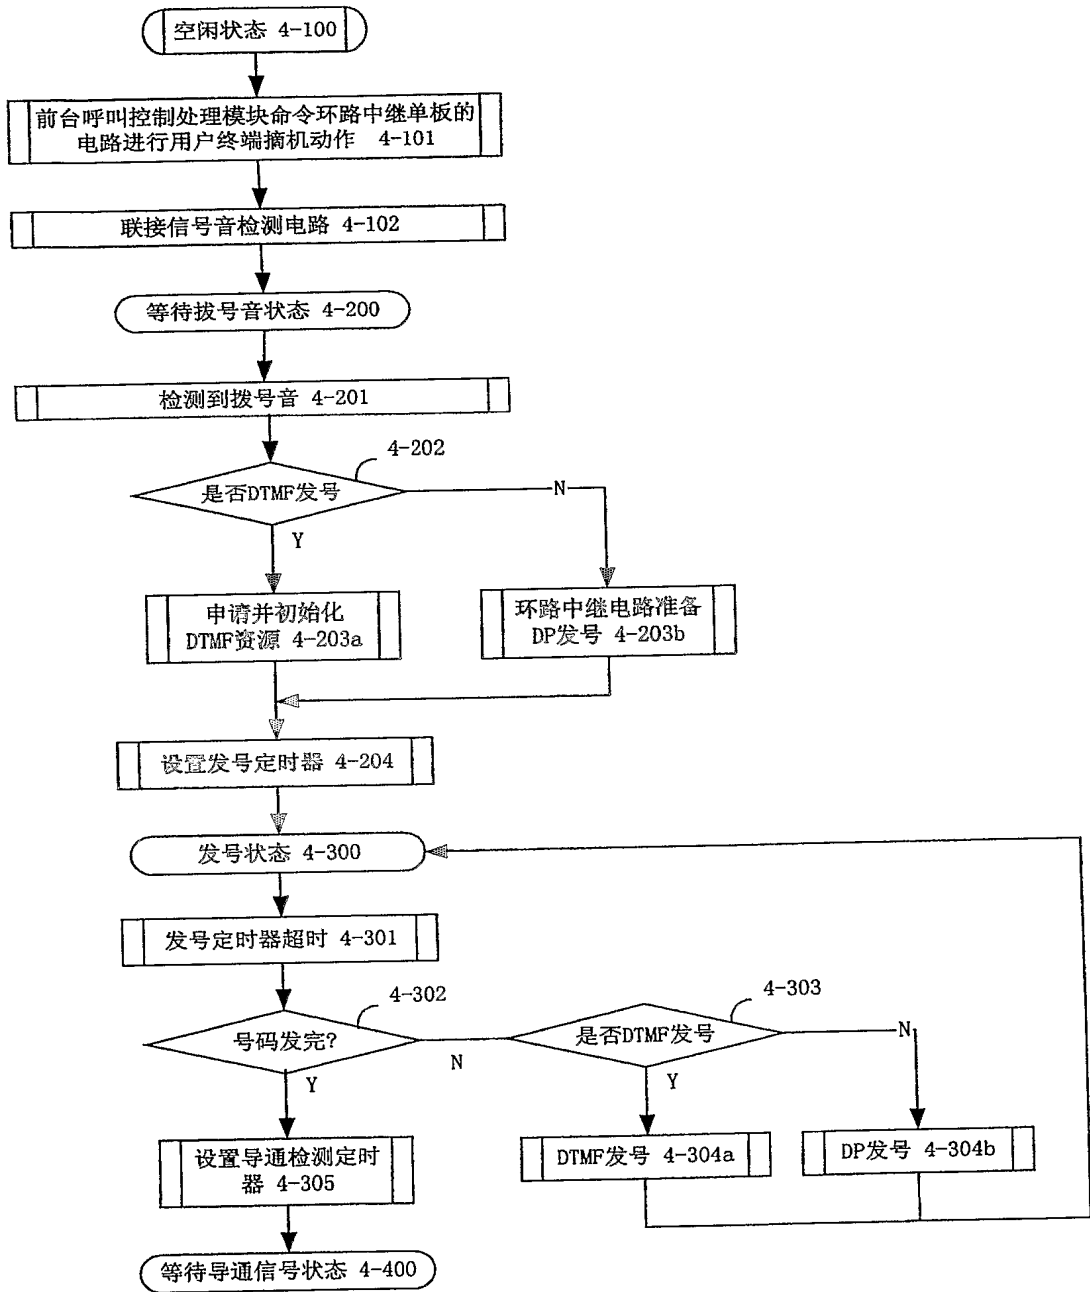 空闲状态 4-100
前台呼叫控制处理模块命令环路中继单板的
电路进行用户终端摘机动作 4-101
联接信号音检测电路 4-102
等待拨号音状态 4-200
检测到拨号音 4-201
4-202
是否DTMF发号
N
Y
申请并初始化
DTMF资源 4-203a
环路中继电路准备
DP发号 4-203b
设置发号定时器 4-204
发号状态 4-300
发号定时器超时 4-301
4-302
4-303
号码发完?
是否DTMF发号
N
N
Y
Y
设置导通检测定时
器 4-305
DTMF发号 4-304a
DP发号 4-304b
等待导通信号状态 4-400